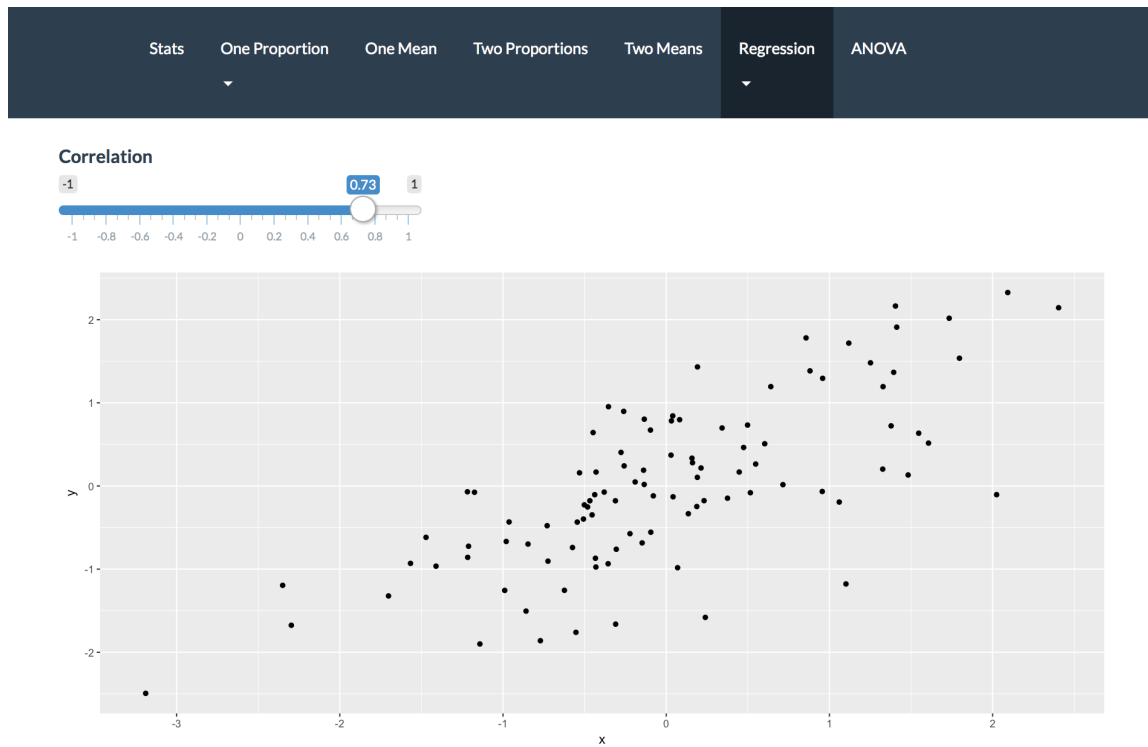 Stats One Proportion One Mean Two Proportions Two Means Regression ANOVA
Correlation
-1 0.73 1
-1 -0.8 -0.6 -0.4 -0.2 0 0.2 0.4 0.6 0.8 1
2
1
y
0
-1
-2
-3 -2 -1 0 1 2
x